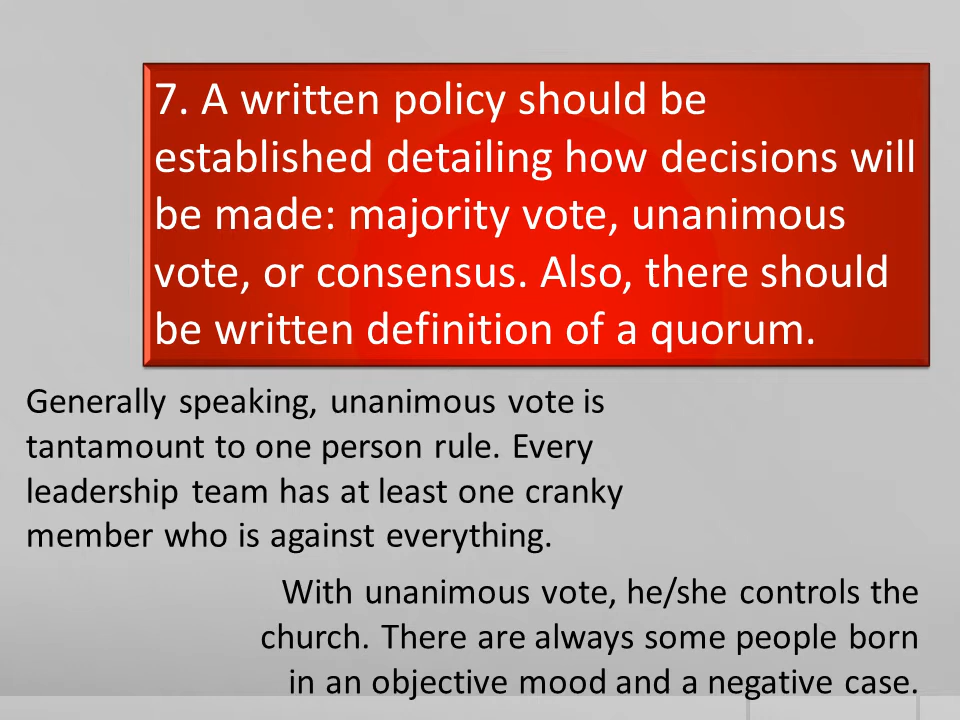 7. A written policy should be
established detailing how decisions will
be made: majority vote, unanimous
vote, or consensus. Also, there should
be written definition of a quorum.
Generally speaking, unanimous vote is
tantamount to one person rule. Every
leadership team has at least one cranky
member who is against everything.
With unanimous vote, he/she controls the
church. There are always some people born
in an objective mood and a negative case.